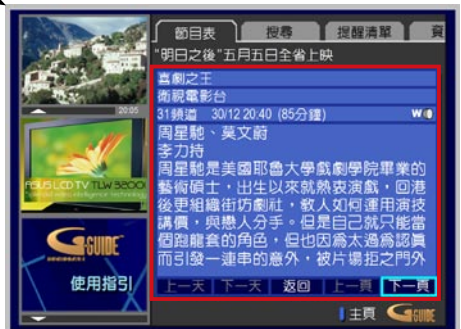 節目表
搜尋
提醒清單
"明日之後"五月五日全省上映
喜劇之王
衛視電影台
31頻道 30/12 20:40 (85分鐘)
周星馳、莫文蔚
李力持
周星馳是美國耶魯大學戲劇學院畢業的
藝術碩士，出生以來就熱衷演戲，回港
後更組織街坊劇社，教人如何運用演技
講價，與戀人分手。但是自己就只能當
個跑龍套的角色，但也因為太過為認真
而引發一連串的意外，被片場拒之門外
上一天
下一天
返回
上一頁
下一頁
主頁
GUIDE
20:05
ASUS LCD TV TLW 32001
GUIDE
使用指引